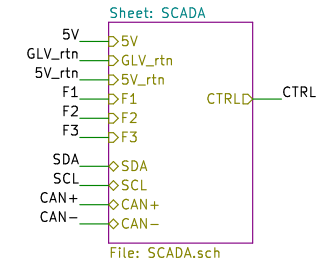 Sheet: SCADA
5V 5V
GLV_rtn GLV_rtn
5V_rtn 5V_rtn
F1 F1 CTRL CTRL
F2 F2
F3 F3
SDA SDA
SCL SCL
CAN+ CAN+
CAN- CAN-
File: SCADA.sch